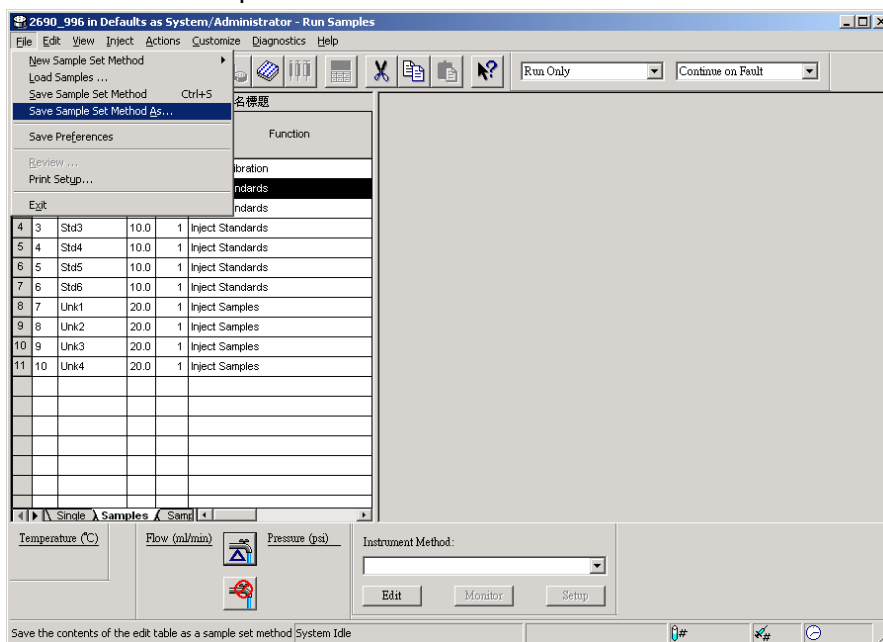 2690_996 in Defaults as System/Administrator - Run Samples
File Edit View Inject Actions Customize Diagnostics Help
New Sample Set Method
Load Samples ...
Save Sample Set Method Ctrl+S
Save Sample Set Method As...
Save Preferences
Review ...
Print Setup...
Exit
Run Only
Continue on Fault
名標題
Function
ibration
ndards
ndards
4 3 Std3 10.0 1 Inject Standards
5 4 Std4 10.0 1 Inject Standards
6 5 Std5 10.0 1 Inject Standards
7 6 Std6 10.0 1 Inject Standards
8 7 Unk1 20.0 1 Inject Samples
9 8 Unk2 20.0 1 Inject Samples
10 9 Unk3 20.0 1 Inject Samples
11 10 Unk4 20.0 1 Inject Samples
Single Samples Samp
Temperature (℃) Flow (ml/min) Pressure (psi)
Instrument Method:
Edit Monitor Setup
Save the contents of the edit table as a sample set method System Idle
#
#